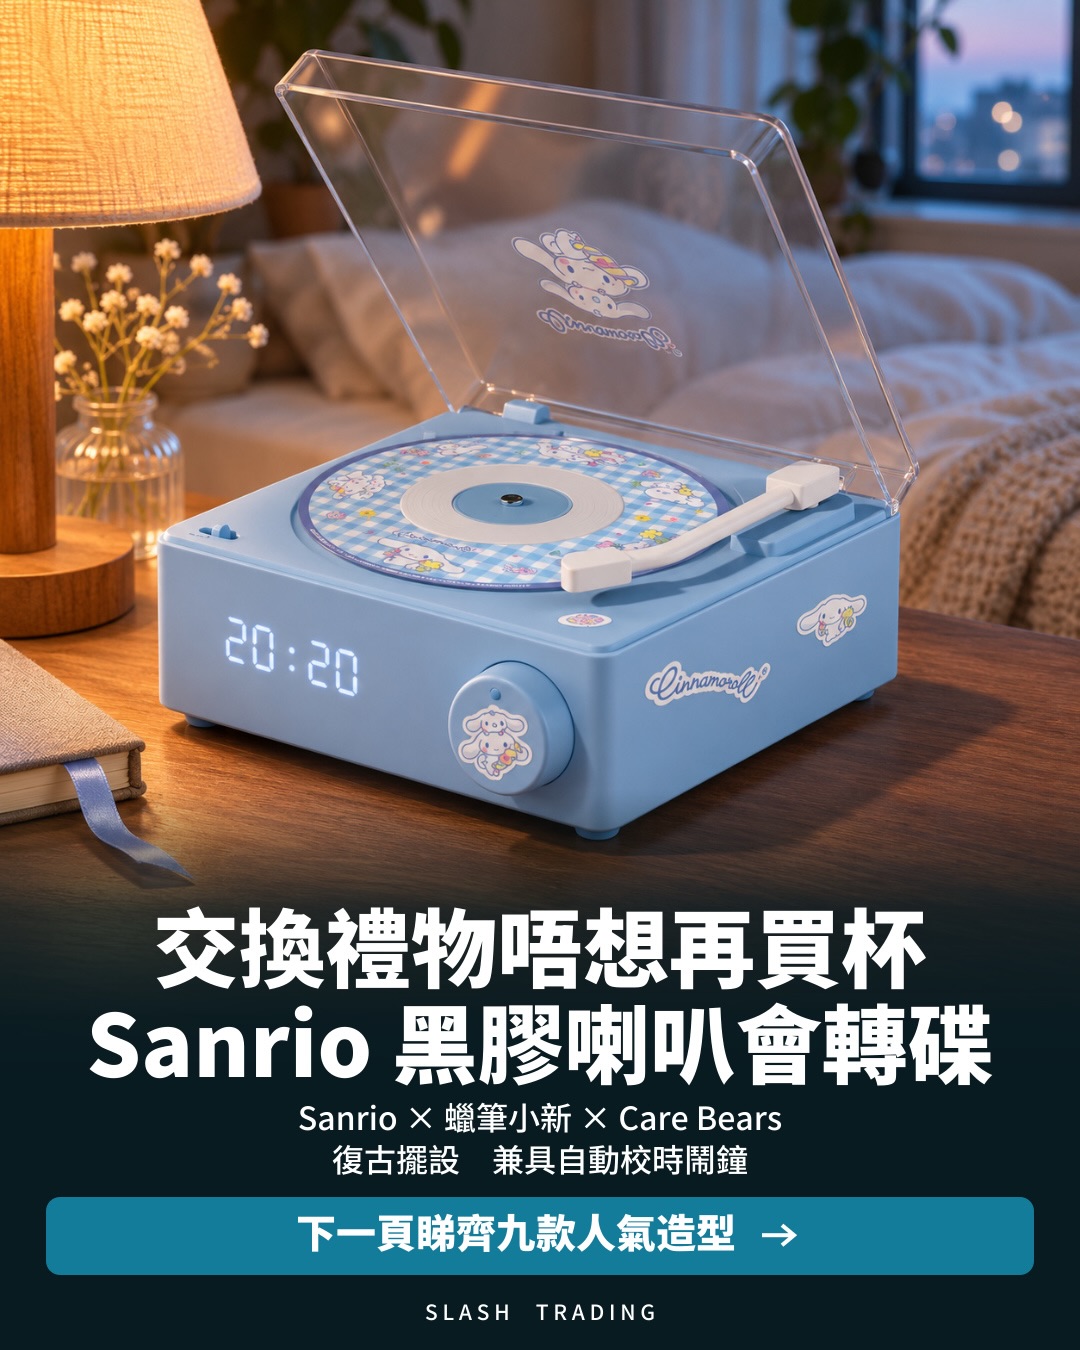 Cinnamoroll
20:20
Cinnamoroll
交換禮物唔想再買杯
Sanrio 黑膠喇叭會轉碟
Sanrio × 蠟筆小新 × Care Bears
復古擺設 兼具自動校時鬧鐘
下一頁睇齊九款人氣造型 →
SLASH TRADING